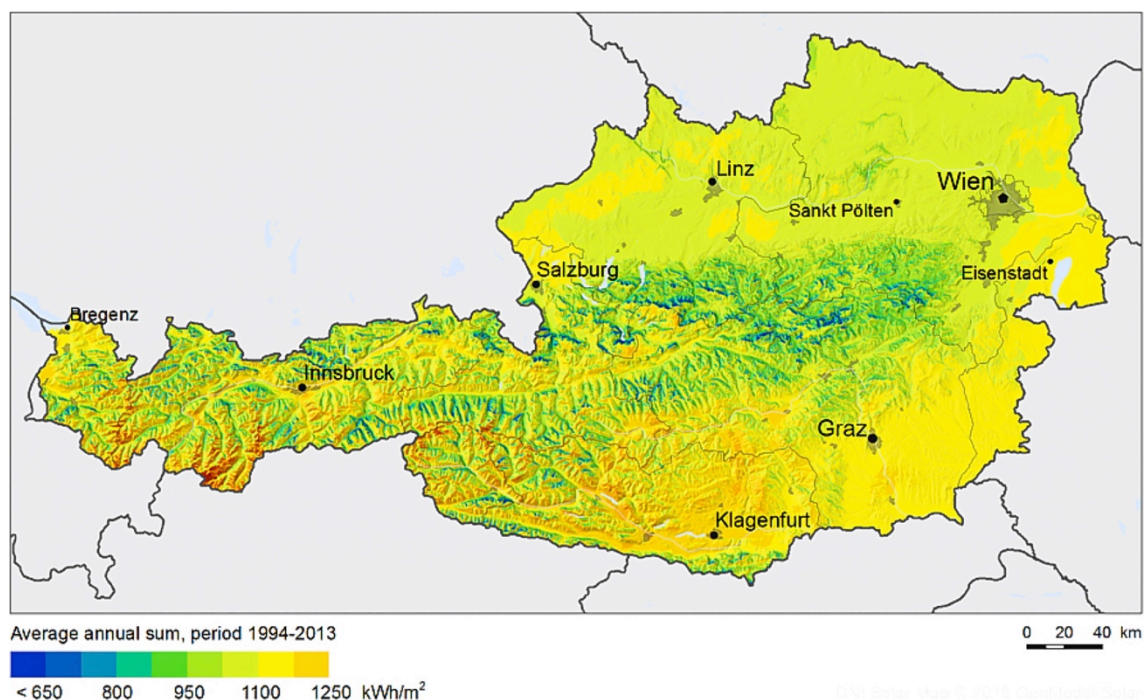 Linz
Wien
Sankt Pölten
Salzburg
Eisenstadt
Bregenz
Innsbruck
Graz
Klagenfurt
Average annual sum, period 1994-2013
0 20 40 km
< 650 800 950 1100 1250 kWh/m²